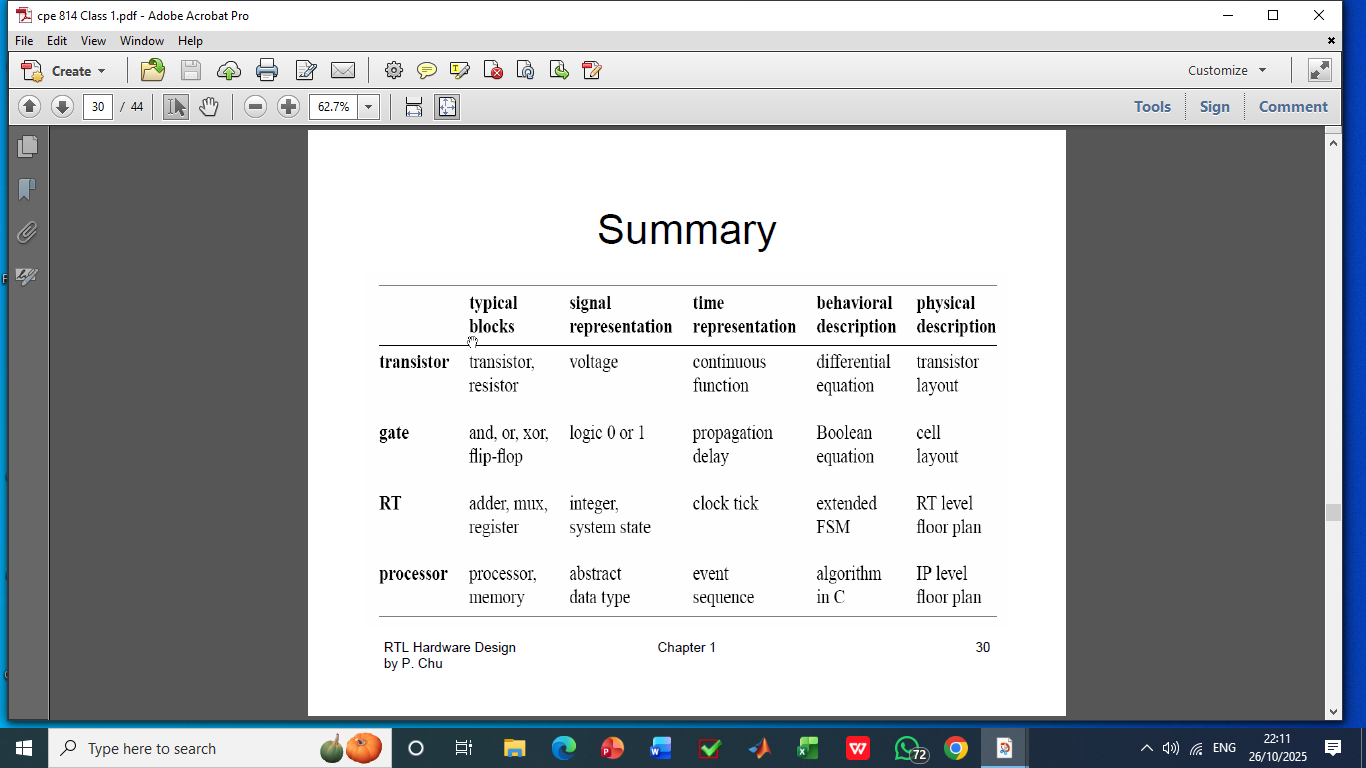 cpe 814 Class 1.pdf - Adobe Acrobat Pro
File Edit View Window Help
Create Customize
30 / 44 62.7% Tools Sign Comment
Summary
typical signal time behavioral physical
blocks representation representation description description
transistor transistor, voltage continuous differential transistor
resistor function equation layout
gate and, or, xor, logic 0 or 1 propagation Boolean cell
flip-flop delay equation layout
RT adder, mux, integer, clock tick extended RT level
register system state FSM floor plan
processor processor, abstract event algorithm IP level
memory data type sequence in C floor plan
RTL Hardware Design Chapter 1 30
by P. Chu
Type here to search 72 ENG 22:11
26/10/2025